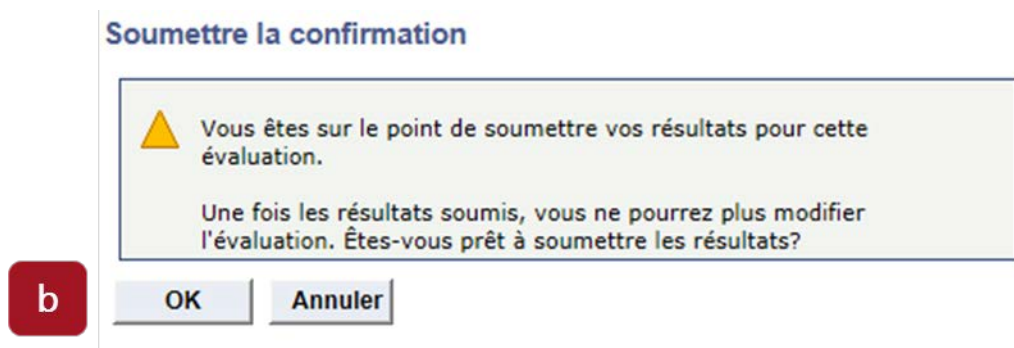 Soumettre la confirmation
Vous êtes sur le point de soumettre vos résultats pour cette
évaluation.
Une fois les résultats soumis, vous ne pourrez plus modifier
l'évaluation. Êtes-vous prêt à soumettre les résultats?
b
OK
Annuler